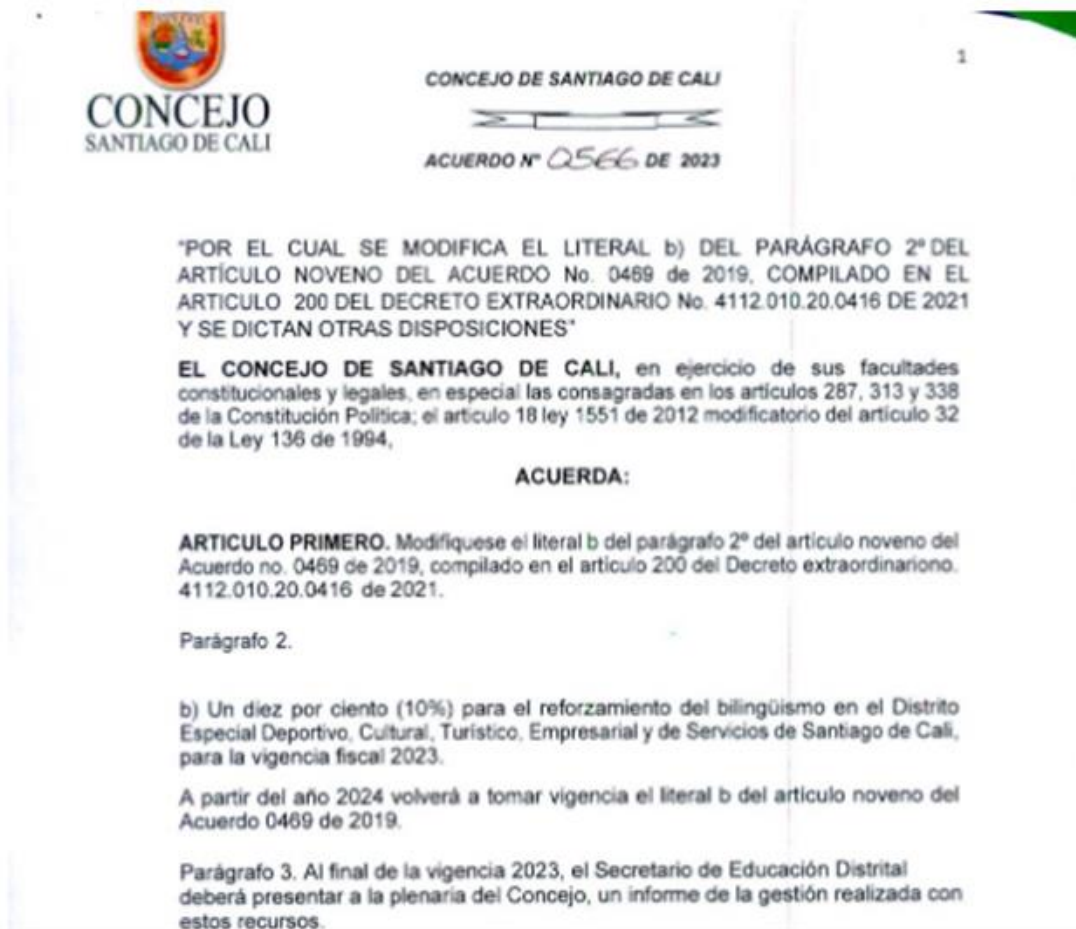 CONCEJO
SANTIAGO DE CALI
1
CONCEJO DE SANTIAGO DE CALI
ACUERDO N° 0566 DE 2023
"POR EL CUAL SE MODIFICA EL LITERAL b) DEL PARÁGRAFO 2º DEL
ARTÍCULO NOVENO DEL ACUERDO No. 0469 de 2019, COMPILADO EN EL
ARTICULO 200 DEL DECRETO EXTRAORDINARIO No. 4112.010.20.0416 DE 2021
Y SE DICTAN OTRAS DISPOSICIONES"
EL CONCEJO DE SANTIAGO DE CALI, en ejercicio de sus facultades
constitucionales y legales, en especial las consagradas en los artículos 287, 313 y 338
de la Constitución Política; el articulo 18 ley 1551 de 2012 modificatorio del artículo 32
de la Ley 136 de 1994,
ACUERDA:
ARTICULO PRIMERO. Modifíquese el literal b del parágrafo 2º del artículo noveno del
Acuerdo no. 0469 de 2019, compilado en el artículo 200 del Decreto extraordinariono.
4112.010.20.0416 de 2021.
Parágrafo 2.
b) Un diez por ciento (10%) para el reforzamiento del bilingüismo en el Distrito
Especial Deportivo, Cultural, Turístico, Empresarial y de Servicios de Santiago de Cali,
para la vigencia fiscal 2023.
A partir del año 2024 volverá a tomar vigencia el literal b del artículo noveno del
Acuerdo 0469 de 2019.
Parágrafo 3. Al final de la vigencia 2023, el Secretario de Educación Distrital
deberá presentar a la plenaria del Concejo, un informe de la gestión realizada con
estos recursos.